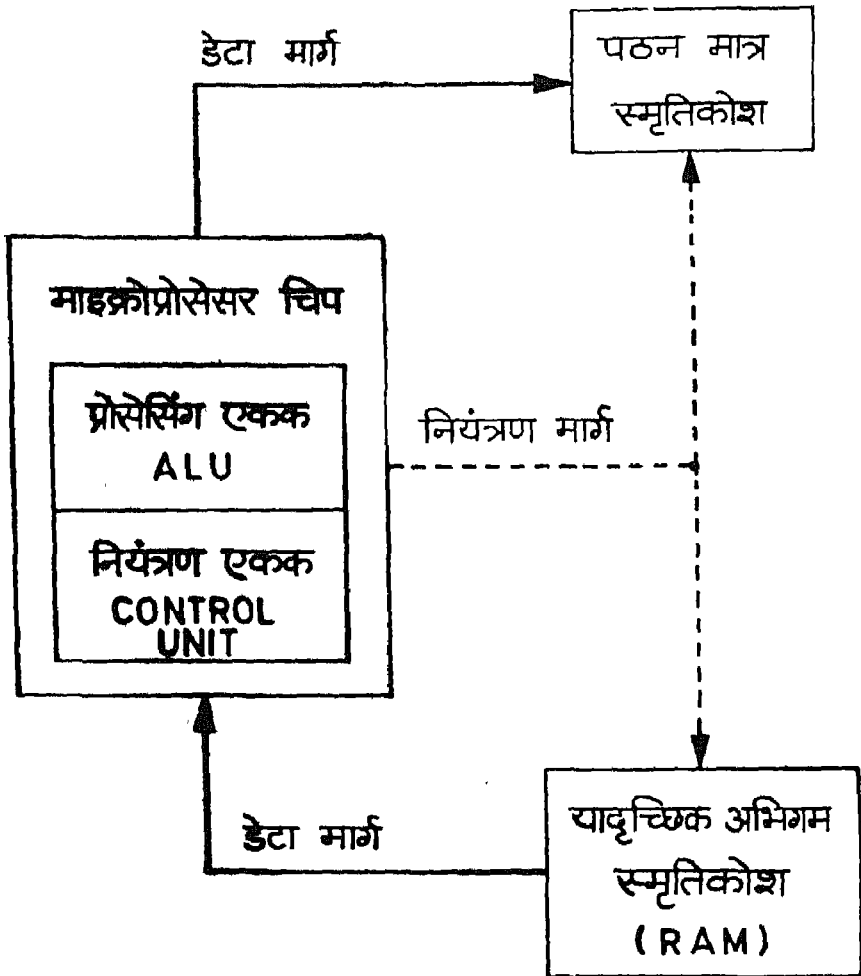 डेटा मार्ग
पठन मात्र
स्मृतिकोश
माइक्रोप्रोसेसर चिप
प्रोसेसिंग एकक
ALU
नियंत्रण मार्ग
नियंत्रण एकक
CONTROL
UNIT
डेटा मार्ग
यादृच्छिक अभिगम
स्मृतिकोश
(RAM)